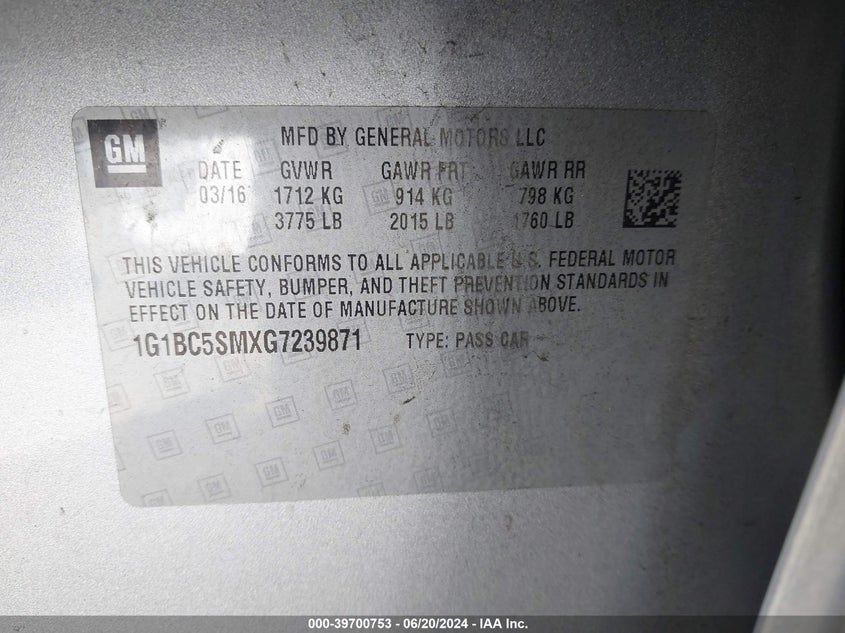 GM
MFD BY GENERAL MOTORS LLC
DATE GVWR GAWR FRT GAWR RR
03/16 1712 KG 914 KG 798 KG
3775 LB 2015 LB 1760 LB
THIS VEHICLE CONFORMS TO ALL APPLICABLE U.S. FEDERAL MOTOR
VEHICLE SAFETY, BUMPER, AND THEFT PREVENTION STANDARDS IN
EFFECT ON THE DATE OF MANUFACTURE SHOWN ABOVE.
1G1BC5SMXG7239871 TYPE: PASS CAR
000-39700753 - 06/20/2024 - IAA Inc.